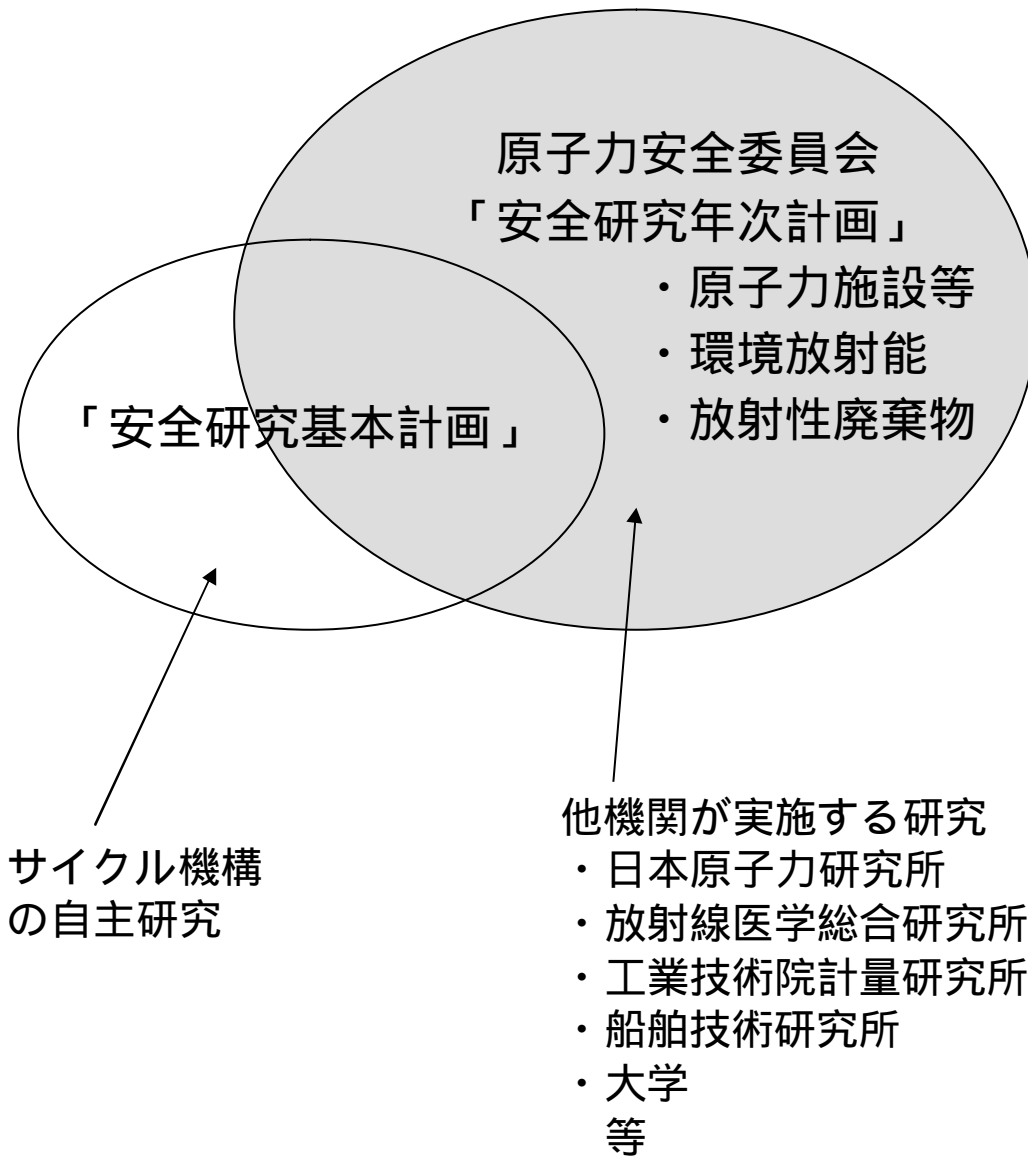 原子力安全委員会
「安全研究年次計画」
・原子力施設等
・環境放射能
・放射性廃棄物
「安全研究基本計画」
サイクル機構
の自主研究
他機関が実施する研究
・日本原子力研究所
・放射線医学総合研究所
・工業技術院計量研究所
・船舶技術研究所
・大学
等